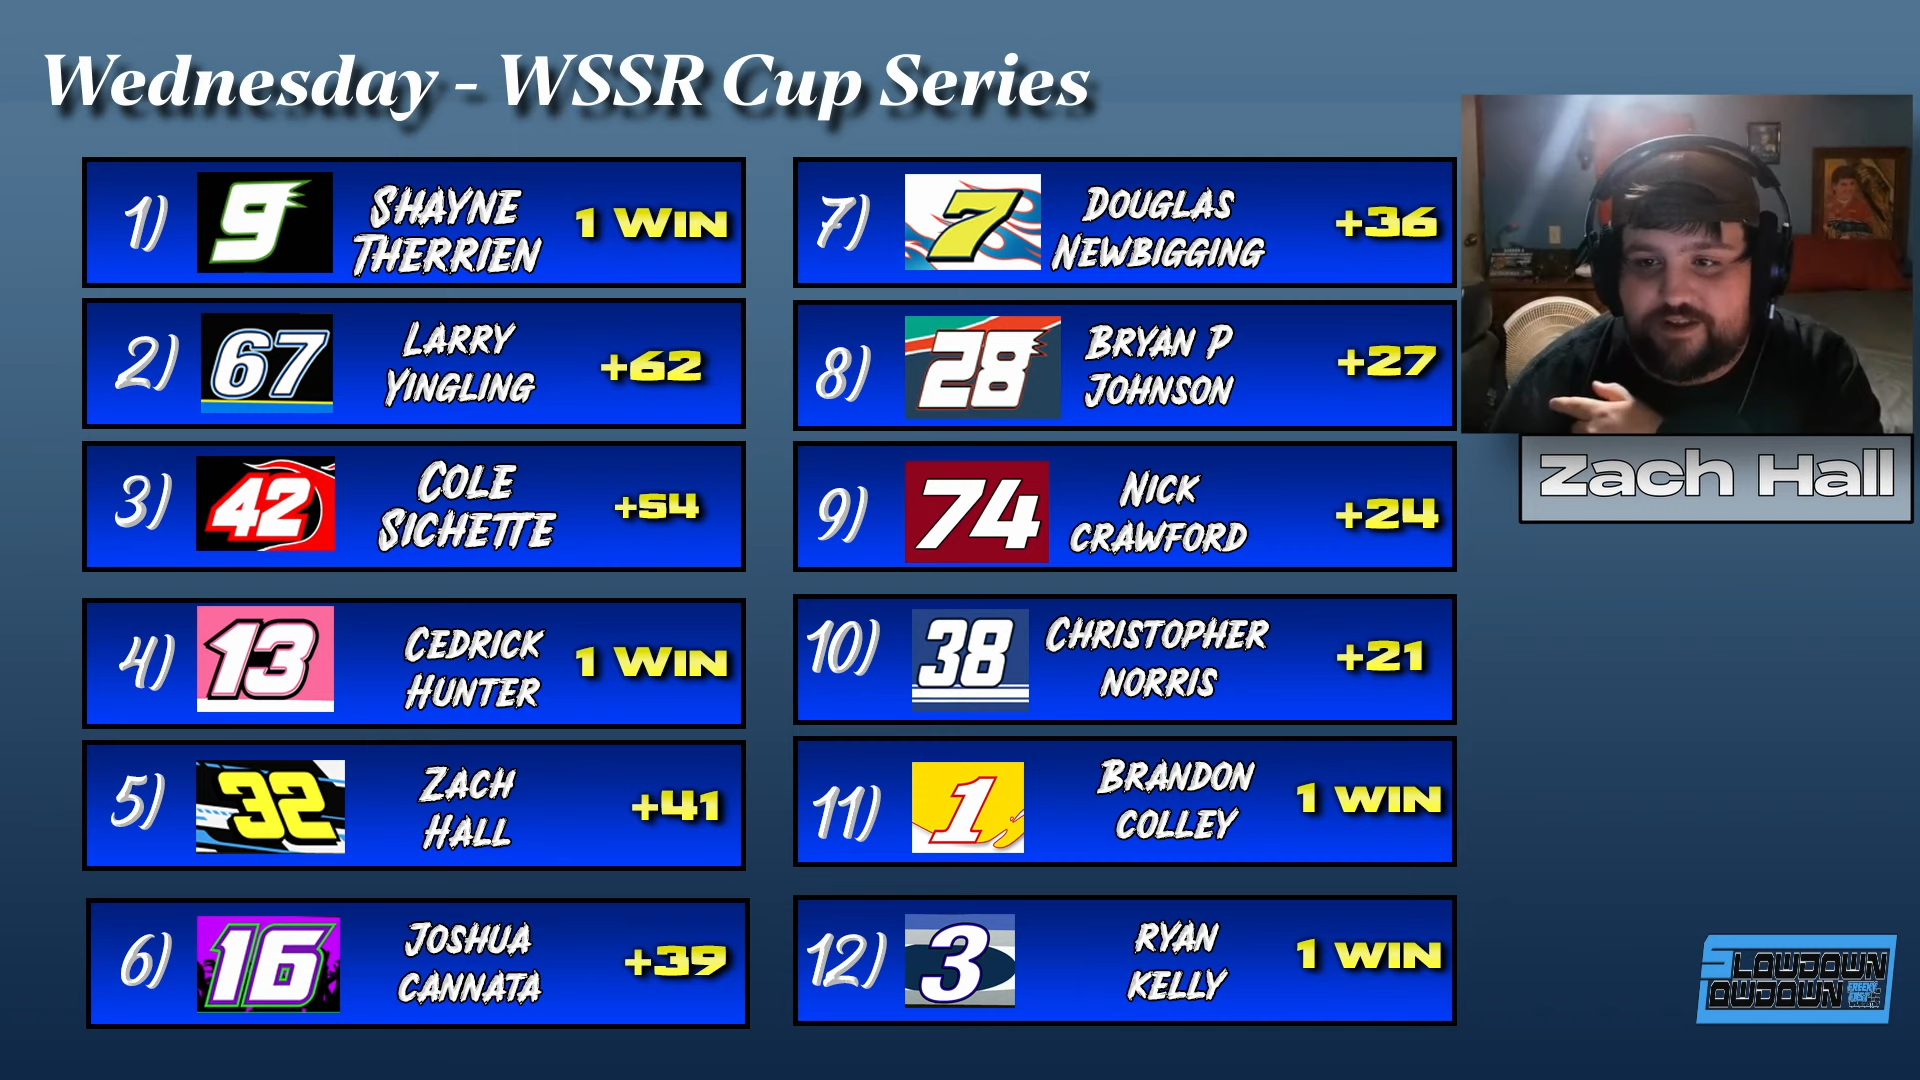 Wednesday - WSSR Cup Series
1) 9 Shayne Therrien 1 Win
2) 67 Larry Yingling +62
3) 42 Cole Sichette +54
4) 13 Cedrick Hunter 1 Win
5) 32 Zach Hall +41
6) 16 Joshua Cannata +39
7) 7 Douglas Newbigging +36
8) 28 Bryan P Johnson +27
9) 74 Nick Crawford +24
10) 38 Christopher Norris +21
11) 1 Brandon Colley 1 Win
12) 3 Ryan Kelly 1 Win
Zach Hall
SLOWDOWN
LOWDOWN